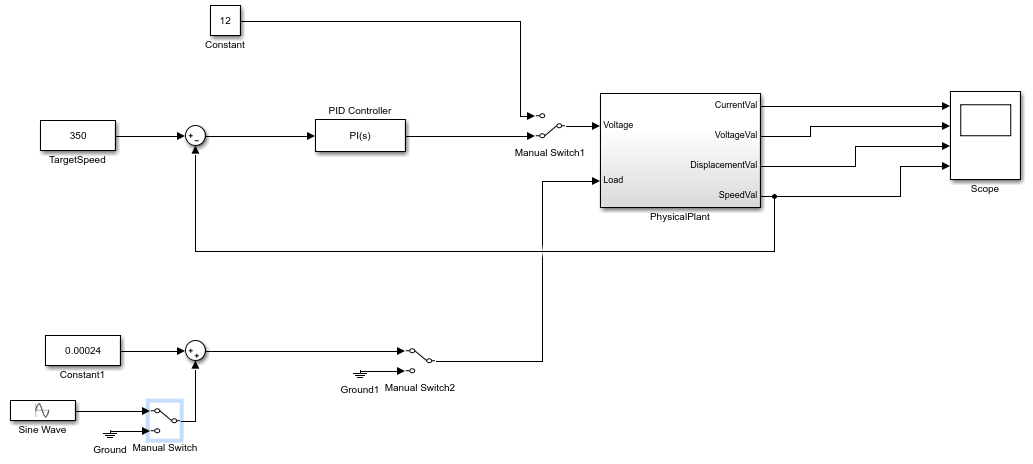 12
Constant
PID Controller
350
TargetSpeed
PI(s)
Manual Switch1
Voltage
Load
CurrentVal
VoltageVal
DisplacementVal
SpeedVal
PhysicalPlant
Scope
0.00024
Constant1
Ground1
Manual Switch2
Sine Wave
Ground
Manual Switch